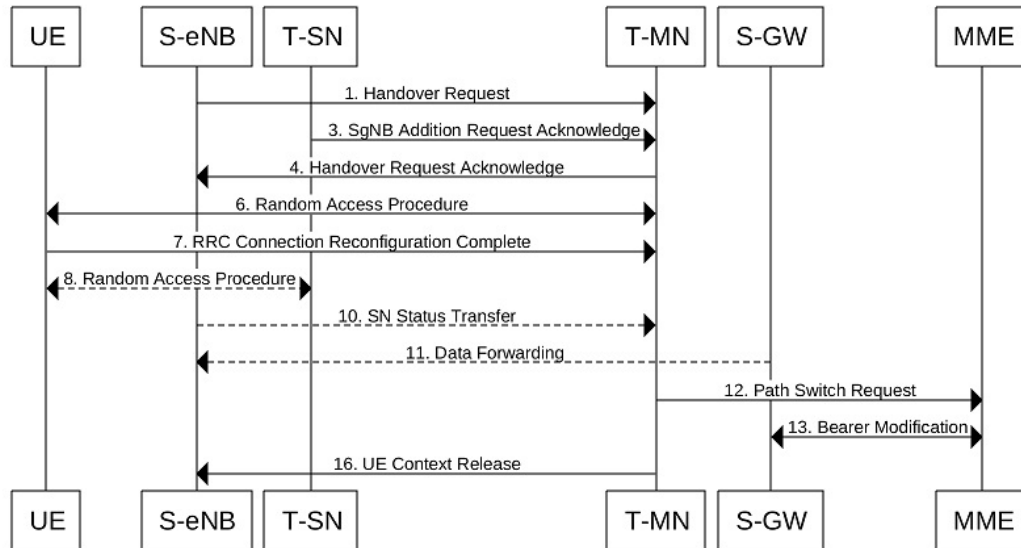 UE S-eNB T-SN T-MN S-GW MME
1. Handover Request
3. SgNB Addition Request Acknowledge
4. Handover Request Acknowledge
6. Random Access Procedure
7. RRC Connection Reconfiguration Complete
8. Random Access Procedure
10. SN Status Transfer
11. Data Forwarding
12. Path Switch Request
13. Bearer Modification
16. UE Context Release
UE S-eNB T-SN T-MN S-GW MME